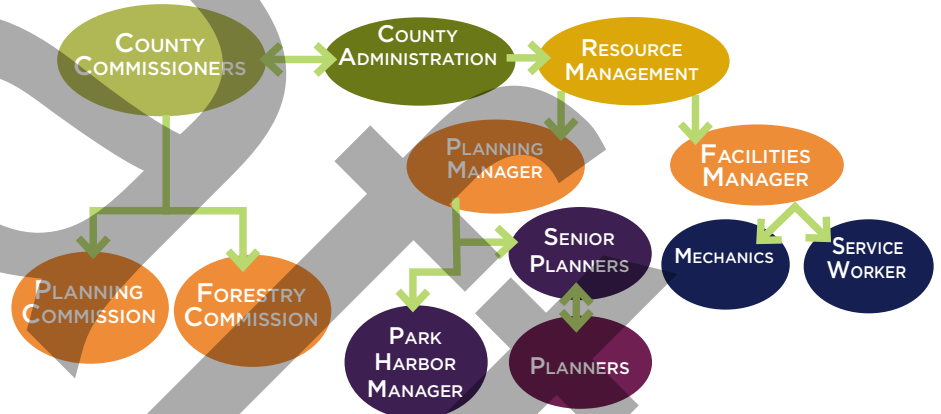 County
Commissioners
County
Administration
Resource
Management
Planning
Manager
Facilities
Manager
Senior
Planners
Mechanics
Service
Worker
Planning
Commission
Forestry
Commission
Park
Harbor
Manager
Planners